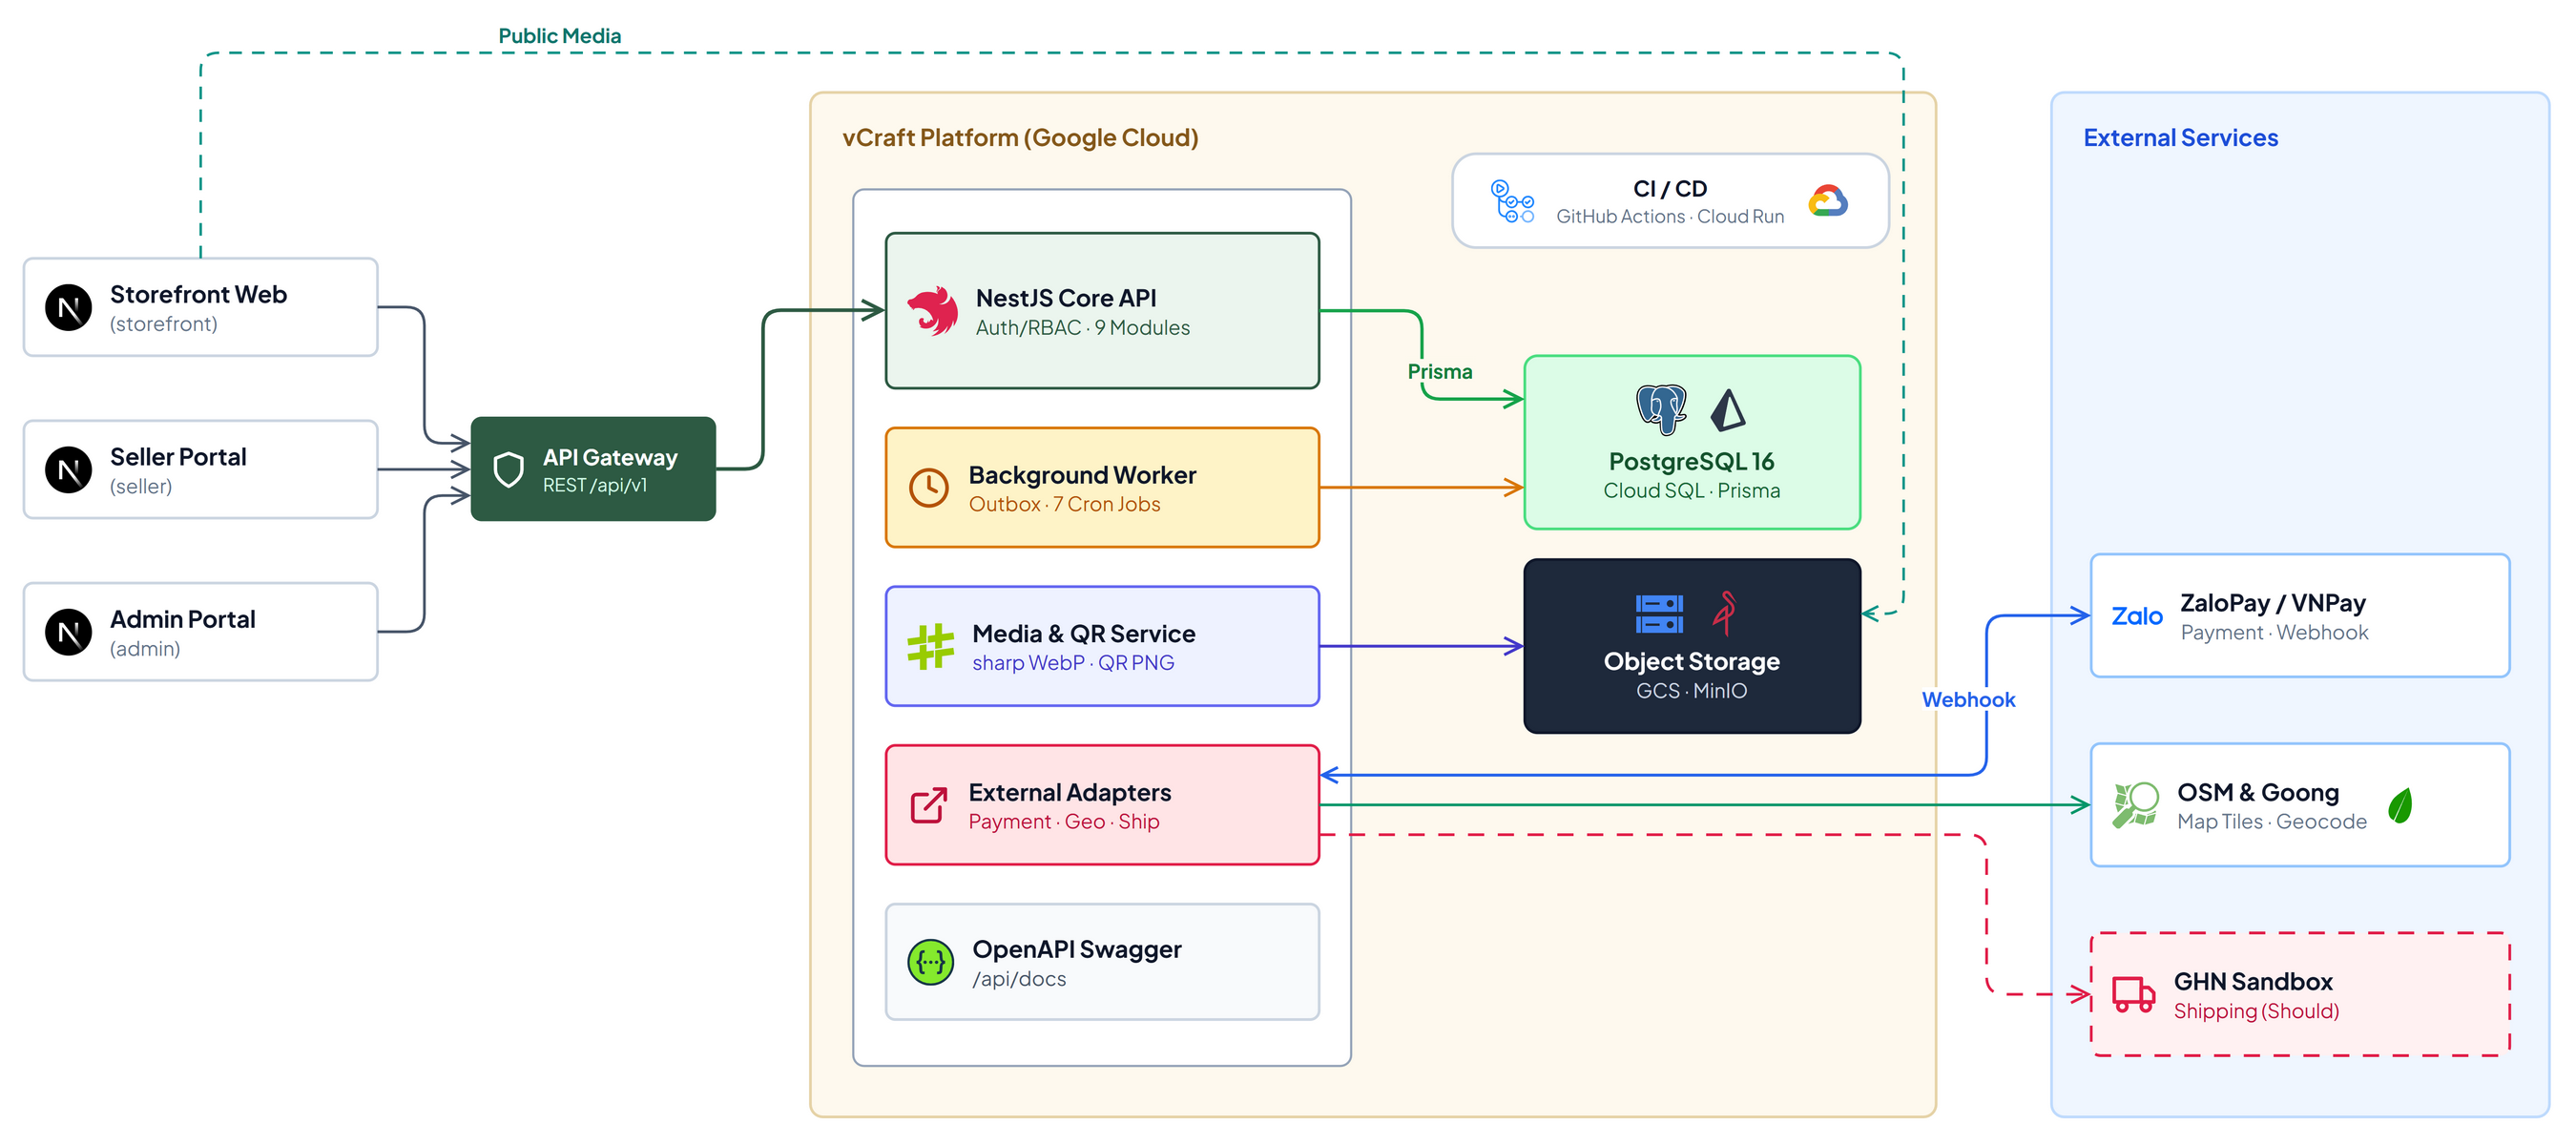 Public Media
vCraft Platform (Google Cloud)
External Services
CI / CD
GitHub Actions · Cloud Run
Storefront Web
(storefront)
Seller Portal
(seller)
Admin Portal
(admin)
API Gateway
REST /api/v1
NestJS Core API
Auth/RBAC · 9 Modules
Background Worker
Outbox · 7 Cron Jobs
Media & QR Service
sharp WebP · QR PNG
External Adapters
Payment · Geo · Ship
OpenAPI Swagger
/api/docs
Prisma
PostgreSQL 16
Cloud SQL · Prisma
Object Storage
GCS · MinIO
Webhook
Zalo
ZaloPay / VNPay
Payment · Webhook
OSM & Goong
Map Tiles · Geocode
GHN Sandbox
Shipping (Should)